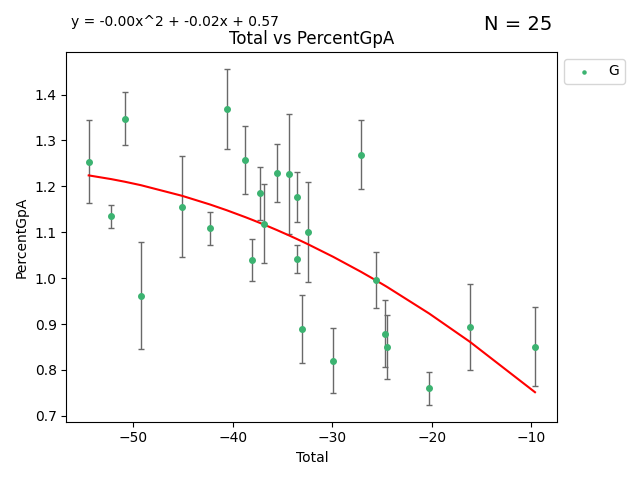 y = -0.00x^2 + -0.02x + 0.57
N = 25
Total vs PercentGpA
G
PercentGpA
1.4
1.3
1.2
1.1
1.0
0.9
0.8
0.7
−50
−40
−30
−20
−10
Total